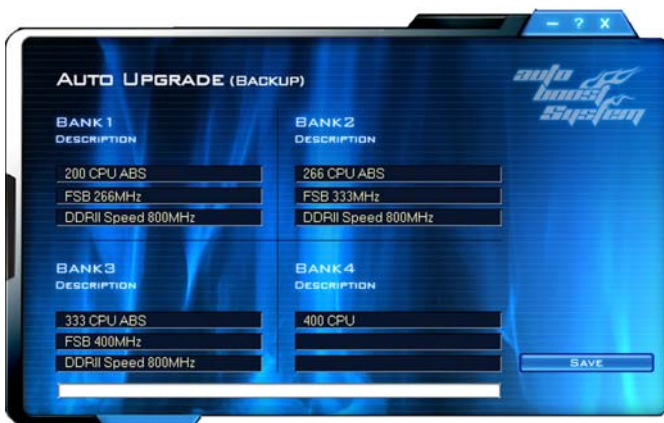 - ? X
AUTO UPGRADE (BACKUP)
auto
boost
System
BANK1
DESCRIPTION
200 CPU ABS
FSB 266MHz
DDRII Speed 800MHz
BANK2
DESCRIPTION
266 CPU ABS
FSB 333MHz
DDRII Speed 800MHz
BANK3
DESCRIPTION
333 CPU ABS
FSB 400MHz
DDRII Speed 800MHz
BANK4
DESCRIPTION
400 CPU
SAVE